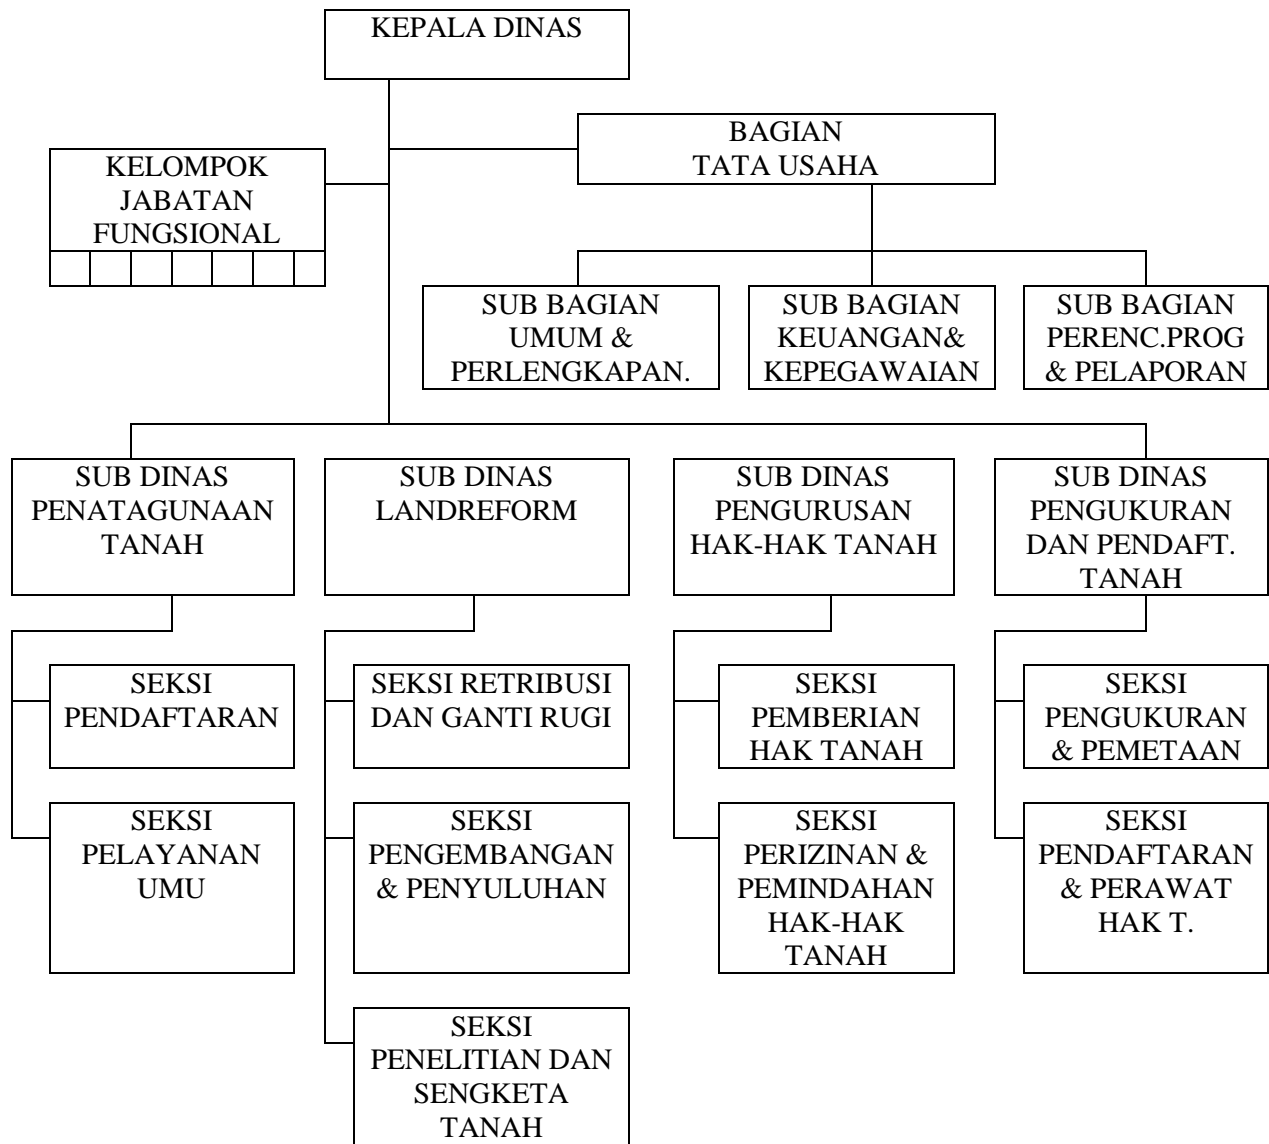 KEPALA DINAS
BAGIAN
TATA USAHA
KELOMPOK
JABATAN
FUNGSIONAL
SUB BAGIAN
UMUM &
PERLENGKAPAN.
SUB BAGIAN
KEUANGAN&
KEPEGAWAIAN
SUB BAGIAN
PERENC.PROG
& PELAPORAN
SUB DINAS
PENATAGUNAAN
TANAH
SUB DINAS
LANDREFORM
SUB DINAS
PENGURUSAN
HAK-HAK TANAH
SUB DINAS
PENGUKURAN
DAN PENDAFT.
TANAH
SEKSI
PENDAFTARAN
SEKSI RETRIBUSI
DAN GANTI RUGI
SEKSI
PEMBERIAN
HAK TANAH
SEKSI
PENGUKURAN
& PEMETAAN
SEKSI
PELAYANAN
UMU
SEKSI
PENGEMBANGAN
& PENYULUHAN
SEKSI
PERIZINAN &
PEMINDAHAN
HAK-HAK
TANAH
SEKSI
PENDAFTARAN
& PERAWAT
HAK T.
SEKSI
PENELITIAN DAN
SENGKETA
TANAH